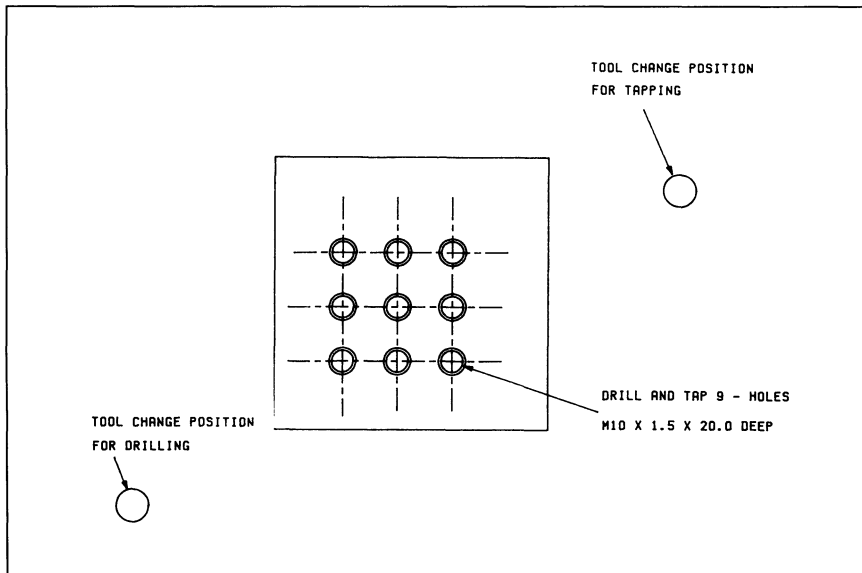 TOOL CHANGE POSITION
FOR TAPPING
DRILL AND TAP 9 - HOLES
M10 X 1.5 X 20.0 DEEP
TOOL CHANGE POSITION
FOR DRILLING